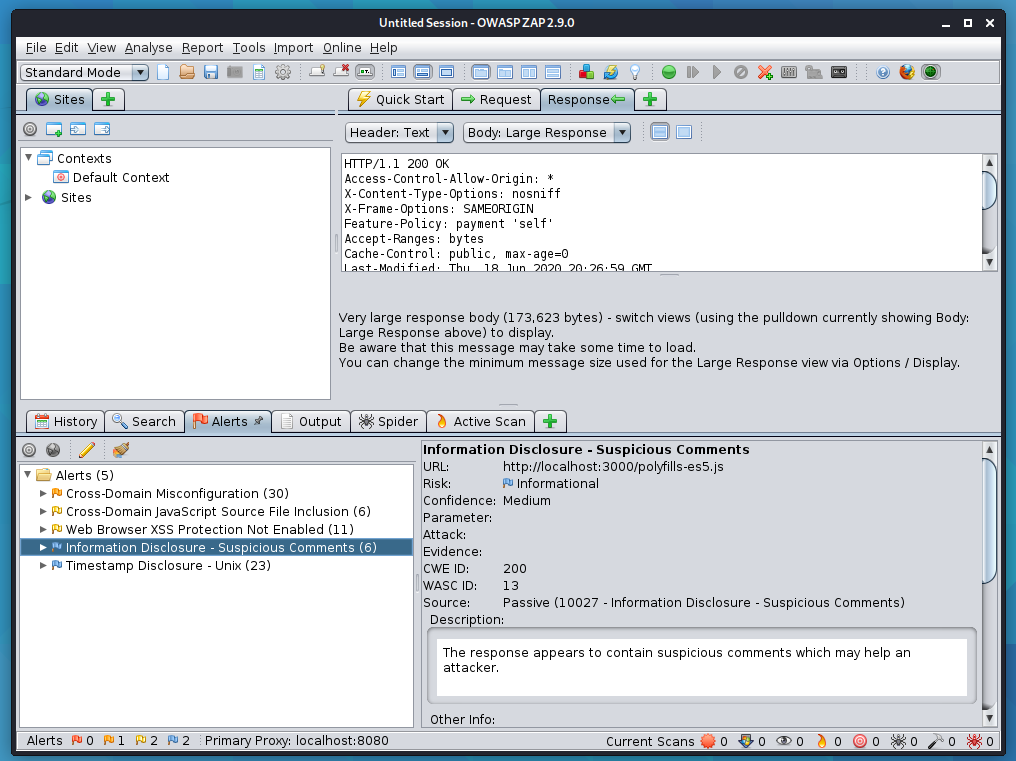 Untitled Session - OWASP ZAP 2.9.0
File Edit View Analyse Report Tools Import Online Help
Standard Mode
Sites
Quick Start Request Response
Header: Text Body: Large Response
Contexts
Default Context
Sites
HTTP/1.1 200 OK
Access-Control-Allow-Origin: *
X-Content-Type-Options: nosniff
X-Frame-Options: SAMEORIGIN
Feature-Policy: payment 'self'
Accept-Ranges: bytes
Cache-Control: public, max-age=0
Last-Modified: Thu, 18 Jun 2020 20:26:59 GMT
Very large response body (173,623 bytes) - switch views (using the pulldown currently showing Body:
Large Response above) to display.
Be aware that this message may take some time to load.
You can change the minimum message size used for the Large Response view via Options / Display.
History Search Alerts Output Spider Active Scan
Alerts (5)
Cross-Domain Misconfiguration (30)
Cross-Domain JavaScript Source File Inclusion (6)
Web Browser XSS Protection Not Enabled (11)
Information Disclosure - Suspicious Comments (6)
Timestamp Disclosure - Unix (23)
Information Disclosure - Suspicious Comments
URL: http://localhost:3000/polyfills-es5.js
Risk: Informational
Confidence: Medium
Parameter:
Attack:
Evidence:
CWE ID: 200
WASC ID: 13
Source: Passive (10027 - Information Disclosure - Suspicious Comments)
Description:
The response appears to contain suspicious comments which may help an
attacker.
Other Info:
Alerts 0 1 2 2 Primary Proxy: localhost:8080 Current Scans 0 0 0 0 0 0 0 0